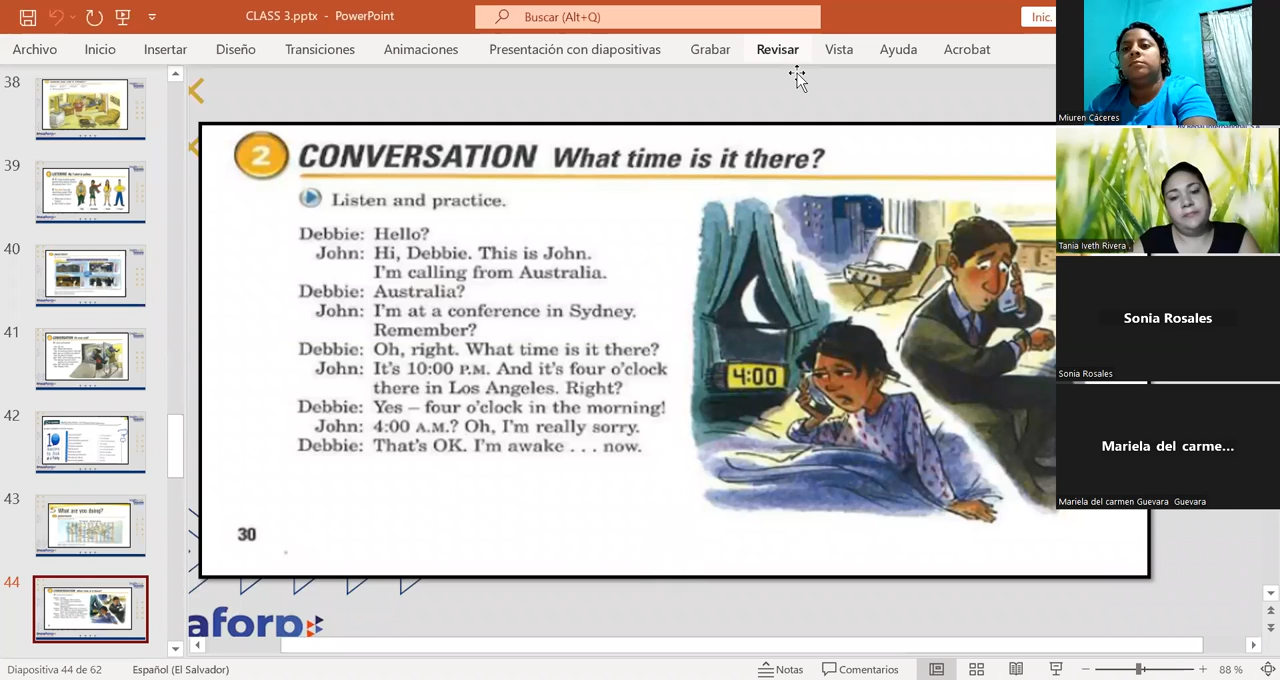 CLASS 3.pptx - PowerPoint
Buscar (Alt+Q)
Inic.
Archivo Inicio Insertar Diseño Transiciones Animaciones Presentación con diapositivas Grabar Revisar Vista Ayuda Acrobat
38
39
40
41
42
43
What are you doing?
44
2 CONVERSATION What time is it there?
Listen and practice.
Debbie: Hello?
John: Hi, Debbie. This is John.
I'm calling from Australia.
Debbie: Australia?
John: I'm at a conference in Sydney.
Remember?
Debbie: Oh, right. What time is it there?
John: It's 10:00 P.M. And it's four o'clock
there in Los Angeles. Right?
Debbie: Yes – four o'clock in the morning!
John: 4:00 A.M.? Oh, I'm really sorry.
Debbie: That's OK. I'm awake . . . now.
4:00
30
aforp
Miuren Cáceres
Tania Iveth Rivera
Sonia Rosales
Sonia Rosales
Mariela del carme...
Mariela del carmen Guevara Guevara
Diapositiva 44 de 62 Español (El Salvador) Notas Comentarios 88 %